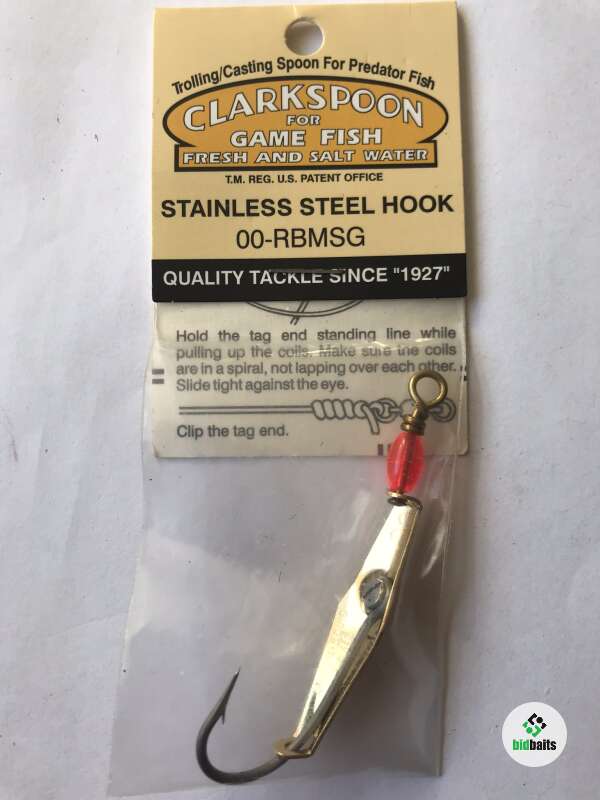 Trolling/Casting Spoon For Predator Fish
CLARKSPOON
FOR
GAME FISH
FRESH AND SALT WATER
T.M. REG. U.S. PATENT OFFICE
STAINLESS STEEL HOOK
00-RBMSG
QUALITY TACKLE SINCE "1927"
Hold the tag end standing line while
pulling up the coils. Make sure the coils
are in a spiral, not lapping over each other.
Slide tight against the eye.
Clip the tag end.
bidbaits